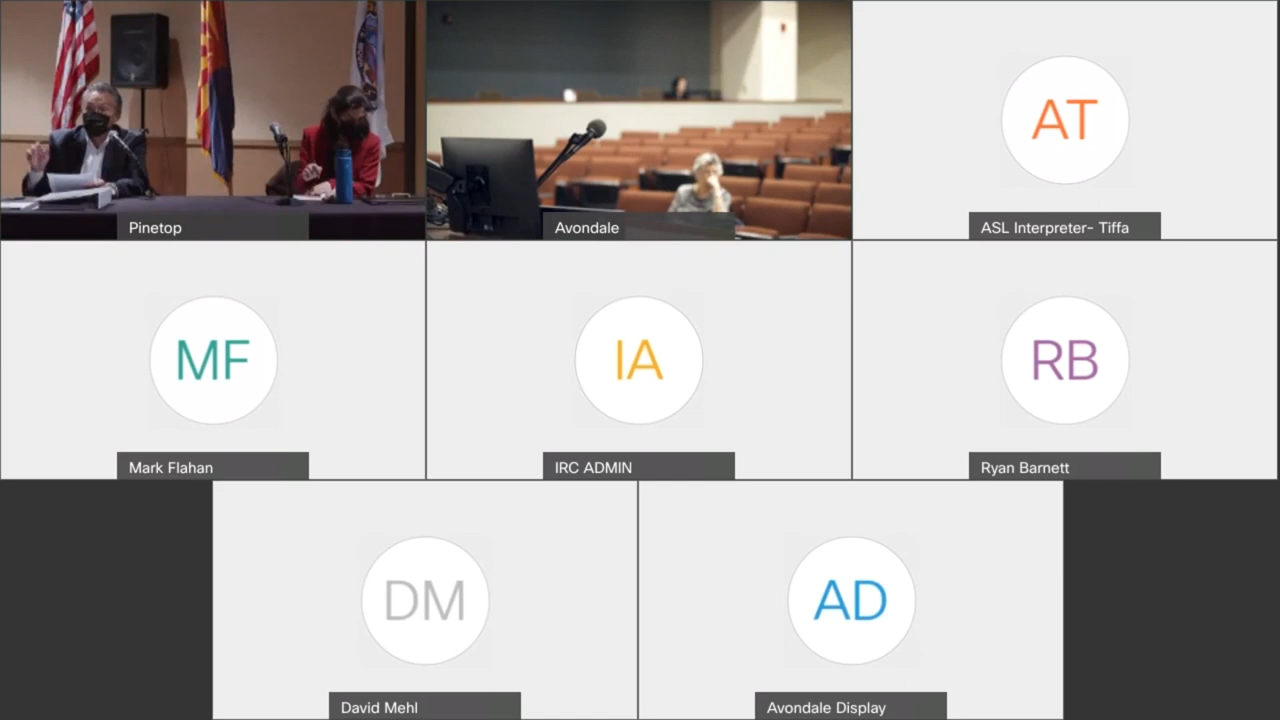 Pinetop
Avondale
AT
ASL Interpreter- Tiffa
MF
Mark Flahan
IA
IRC ADMIN
RB
Ryan Barnett
DM
David Mehl
AD
Avondale Display